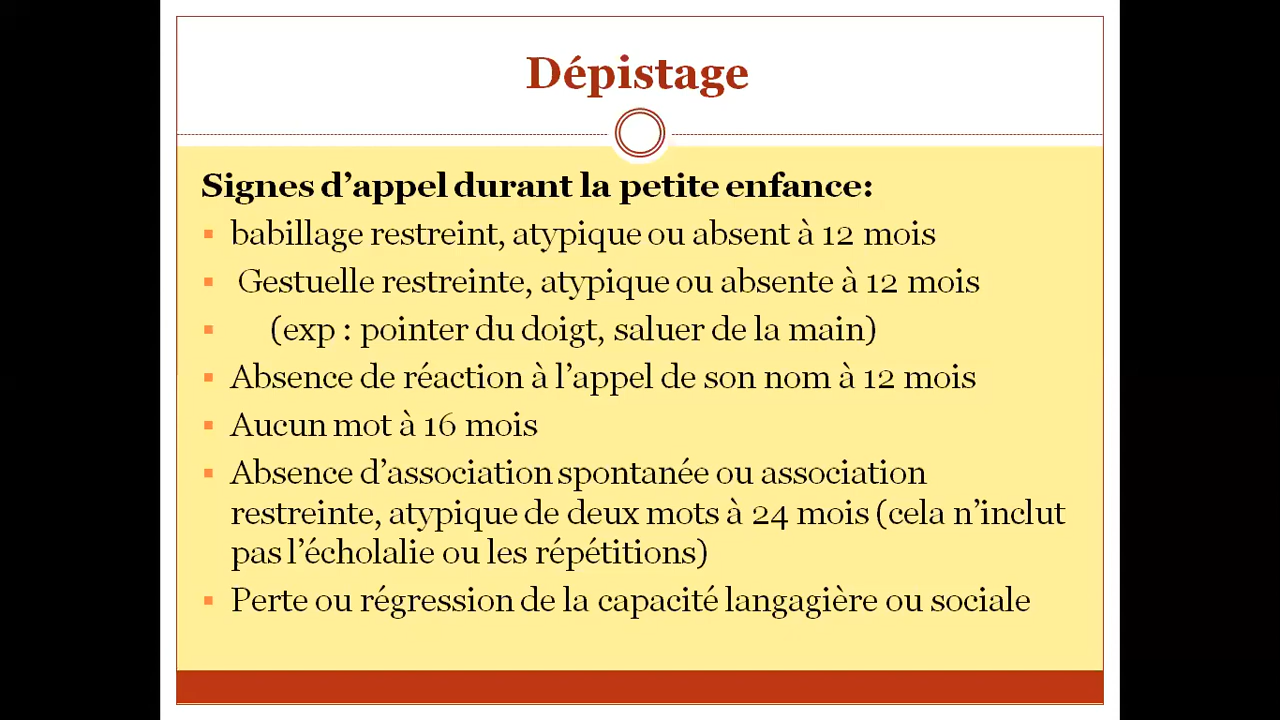 Dépistage
Signes d’appel durant la petite enfance:
▪ babillage restreint, atypique ou absent à 12 mois
▪ Gestuelle restreinte, atypique ou absente à 12 mois
▪ (exp : pointer du doigt, saluer de la main)
▪ Absence de réaction à l’appel de son nom à 12 mois
▪ Aucun mot à 16 mois
▪ Absence d’association spontanée ou association
restreinte, atypique de deux mots à 24 mois (cela n’inclut
pas l’écholalie ou les répétitions)
▪ Perte ou régression de la capacité langagière ou sociale